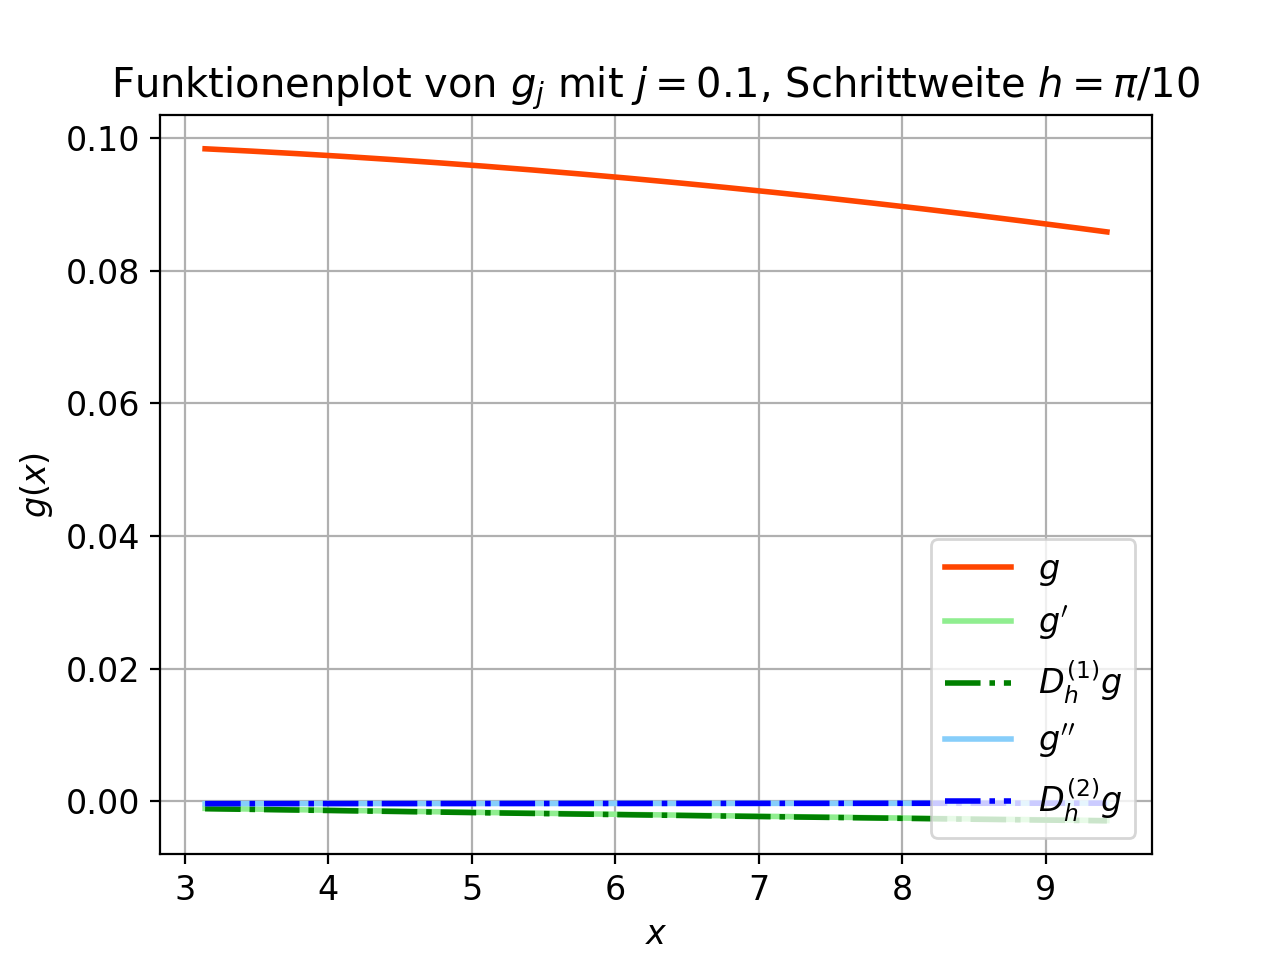 Funktionenplot von $g_j$ mit $j = 0.1$, Schrittweite $h = \pi/10$
0.10
0.08
0.06
0.04
0.02
0.00
$g(x)$
$g$
$g'$
$D_h^{(1)}g$
$g''$
$D_h^{(2)}g$
3 4 5 6 7 8 9
$x$